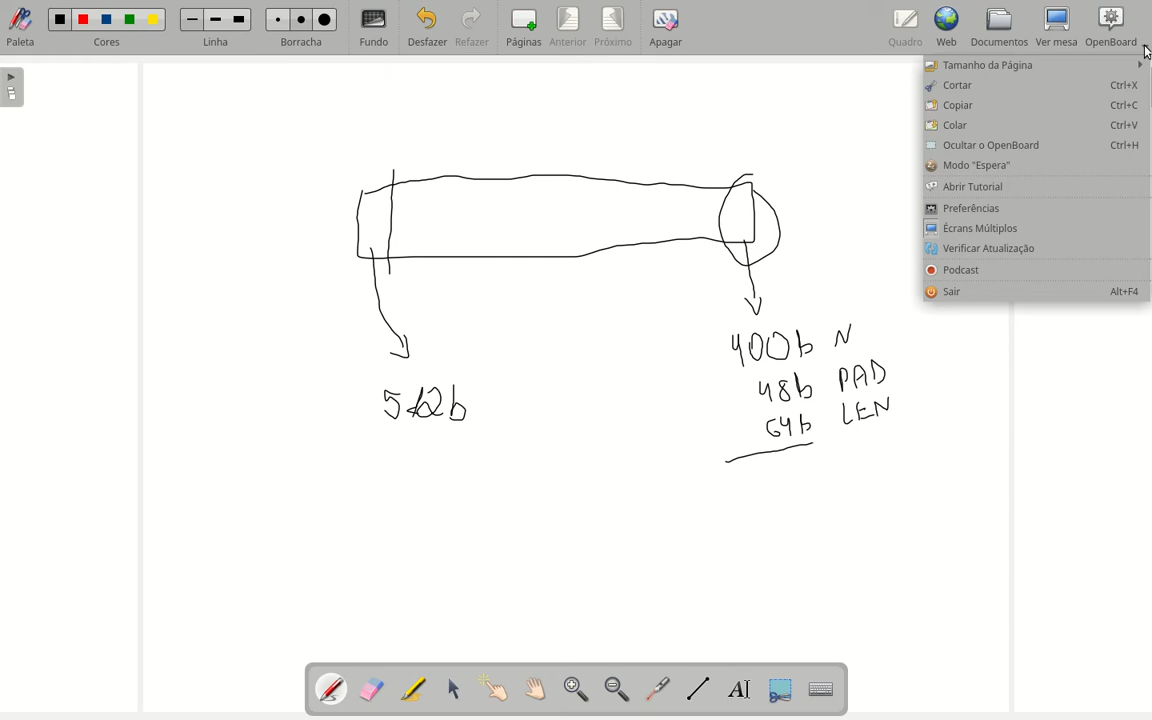 Paleta
Cores
Linha
Borracha
Fundo
Desfazer
Refazer
Páginas
Anterior
Próximo
Apagar
Quadro
Web
Documentos
Ver mesa
OpenBoard
Tamanho da Página
Cortar Ctrl+X
Copiar Ctrl+C
Colar Ctrl+V
Ocultar o OpenBoard Ctrl+H
Modo "Espera"
Abrir Tutorial
Preferências
Écrans Múltiplos
Verificar Atualização
Podcast
Sair Alt+F4
400b N
48b PAD
64b LEN
512b